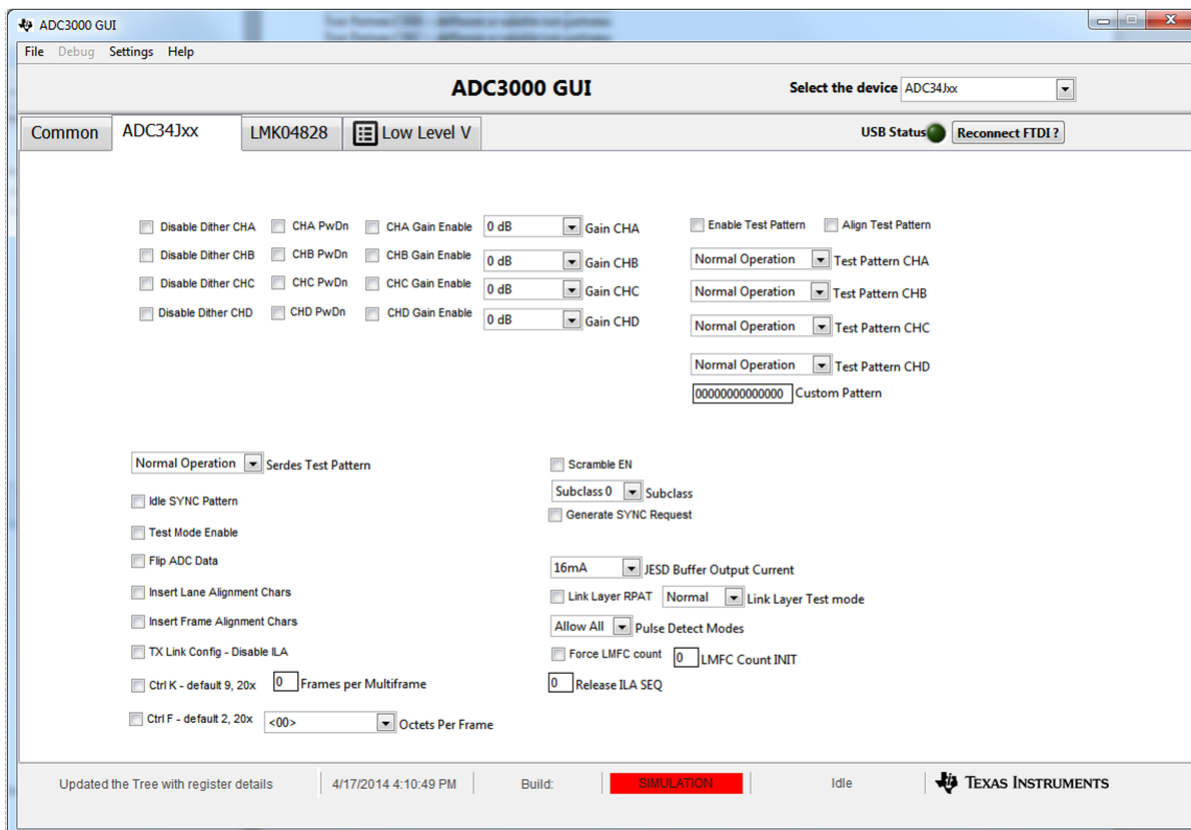 ADC3000 GUI
File Debug Settings Help
ADC3000 GUI
Select the device ADC34Jxx
Common ADC34Jxx LMK04828 Low Level V
USB Status Reconnect FTDI ?
Disable Dither CHA CHA PwDn CHA Gain Enable 0 dB Gain CHA
Disable Dither CHB CHB PwDn CHB Gain Enable 0 dB Gain CHB
Disable Dither CHC CHC PwDn CHC Gain Enable 0 dB Gain CHC
Disable Dither CHD CHD PwDn CHD Gain Enable 0 dB Gain CHD
Enable Test Pattern Align Test Pattern
Normal Operation Test Pattern CHA
Normal Operation Test Pattern CHB
Normal Operation Test Pattern CHC
Normal Operation Test Pattern CHD
00000000000000 Custom Pattern
Normal Operation Serdes Test Pattern
Idle SYNC Pattern
Test Mode Enable
Flip ADC Data
Insert Lane Alignment Chars
Insert Frame Alignment Chars
TX Link Config - Disable ILA
Ctrl K - default 9, 20x 0 Frames per Multiframe
Ctrl F - default 2, 20x <00> Octets Per Frame
Scramble EN
Subclass 0 Subclass
Generate SYNC Request
16mA JESD Buffer Output Current
Link Layer RPAT Normal Link Layer Test mode
Allow All Pulse Detect Modes
Force LMFC count 0 LMFC Count INIT
0 Release ILA SEQ
Updated the Tree with register details 4/17/2014 4:10:49 PM Build: SIMULATION Idle TEXAS INSTRUMENTS